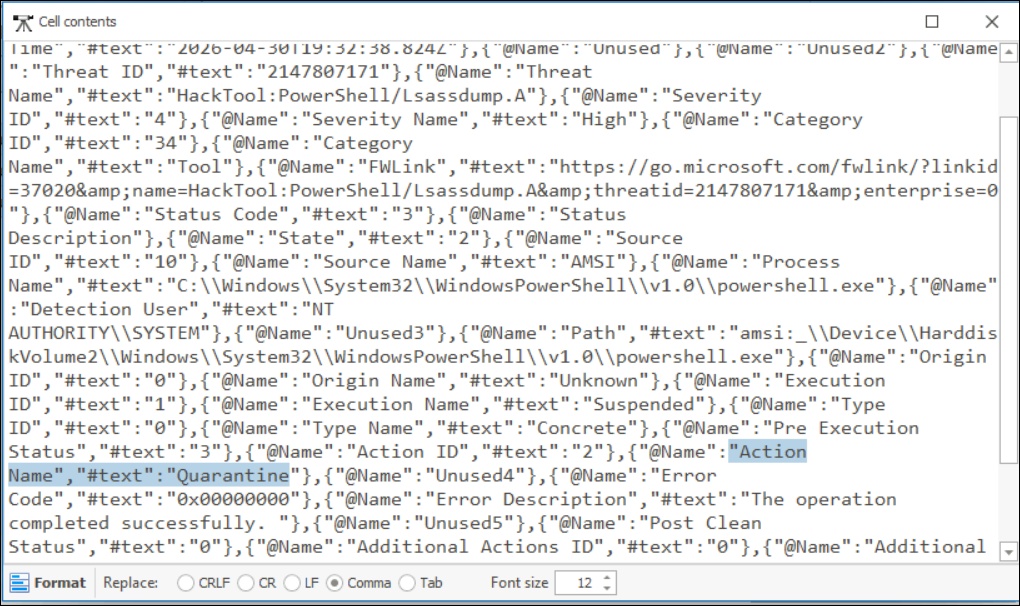 Cell contents
Time","#text":"2026-04-30T19:32:38.824Z"},{"@Name":"Unused"},{"@Name":"Unused2"},{"@Name
":"Threat ID","#text":"2147807171"},{"@Name":"Threat
Name","#text":"HackTool:PowerShell/Lsassdump.A"},{"@Name":"Severity
ID","#text":"4"},{"@Name":"Severity Name","#text":"High"},{"@Name":"Category
ID","#text":"34"},{"@Name":"Category
Name","#text":"Tool"},{"@Name":"FWLink","#text":"https://go.microsoft.com/fwlink/?linkid
=37020&amp;name=HackTool:PowerShell/Lsassdump.A&amp;threatid=2147807171&amp;enterprise=0
"},{"@Name":"Status Code","#text":"3"},{"@Name":"Status
Description"},{"@Name":"State","#text":"2"},{"@Name":"Source
ID","#text":"10"},{"@Name":"Source Name","#text":"AMSI"},{"@Name":"Process
Name","#text":"C:\\Windows\\System32\\WindowsPowerShell\\v1.0\\powershell.exe"},{"@Name"
:"Detection User","#text":"NT
AUTHORITY\\SYSTEM"},{"@Name":"Unused3"},{"@Name":"Path","#text":"amsi:_\\Device\\Harddis
kVolume2\\Windows\\System32\\WindowsPowerShell\\v1.0\\powershell.exe"},{"@Name":"Origin
ID","#text":"0"},{"@Name":"Origin Name","#text":"Unknown"},{"@Name":"Execution
ID","#text":"1"},{"@Name":"Execution Name","#text":"Suspended"},{"@Name":"Type
ID","#text":"0"},{"@Name":"Type Name","#text":"Concrete"},{"@Name":"Pre Execution
Status","#text":"3"},{"@Name":"Action ID","#text":"2"},{"@Name":"Action
Name","#text":"Quarantine"},{"@Name":"Unused4"},{"@Name":"Error
Code","#text":"0x00000000"},{"@Name":"Error Description","#text":"The operation
completed successfully. "},{"@Name":"Unused5"},{"@Name":"Post Clean
Status","#text":"0"},{"@Name":"Additional Actions ID","#text":"0"},{"@Name":"Additional
Format Replace: CRLF CR LF Comma Tab Font size 12